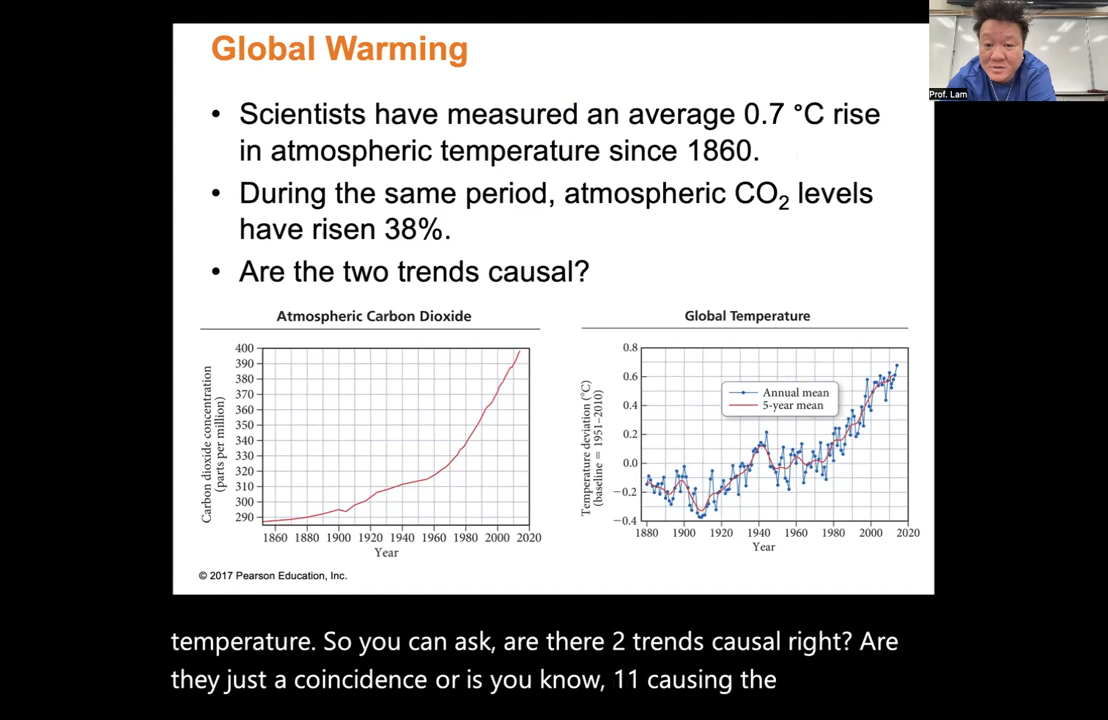 Global Warming
• Scientists have measured an average 0.7 °C rise
in atmospheric temperature since 1860.
• During the same period, atmospheric CO₂ levels
have risen 38%.
• Are the two trends causal?
Prof. Lam
Atmospheric Carbon Dioxide
Carbon dioxide concentration
(parts per million)
400
390
380
370
360
350
340
330
320
310
300
290
1860 1880 1900 1920 1940 1960 1980 2000 2020
Year
Global Temperature
Temperature deviation (°C)
(baseline = 1951–2010)
0.8
0.6
0.4
0.2
0.0
−0.2
−0.4
Annual mean
5-year mean
1880 1900 1920 1940 1960 1980 2000 2020
Year
© 2017 Pearson Education, Inc.
temperature. So you can ask, are there 2 trends causal right? Are
they just a coincidence or is you know, 11 causing the